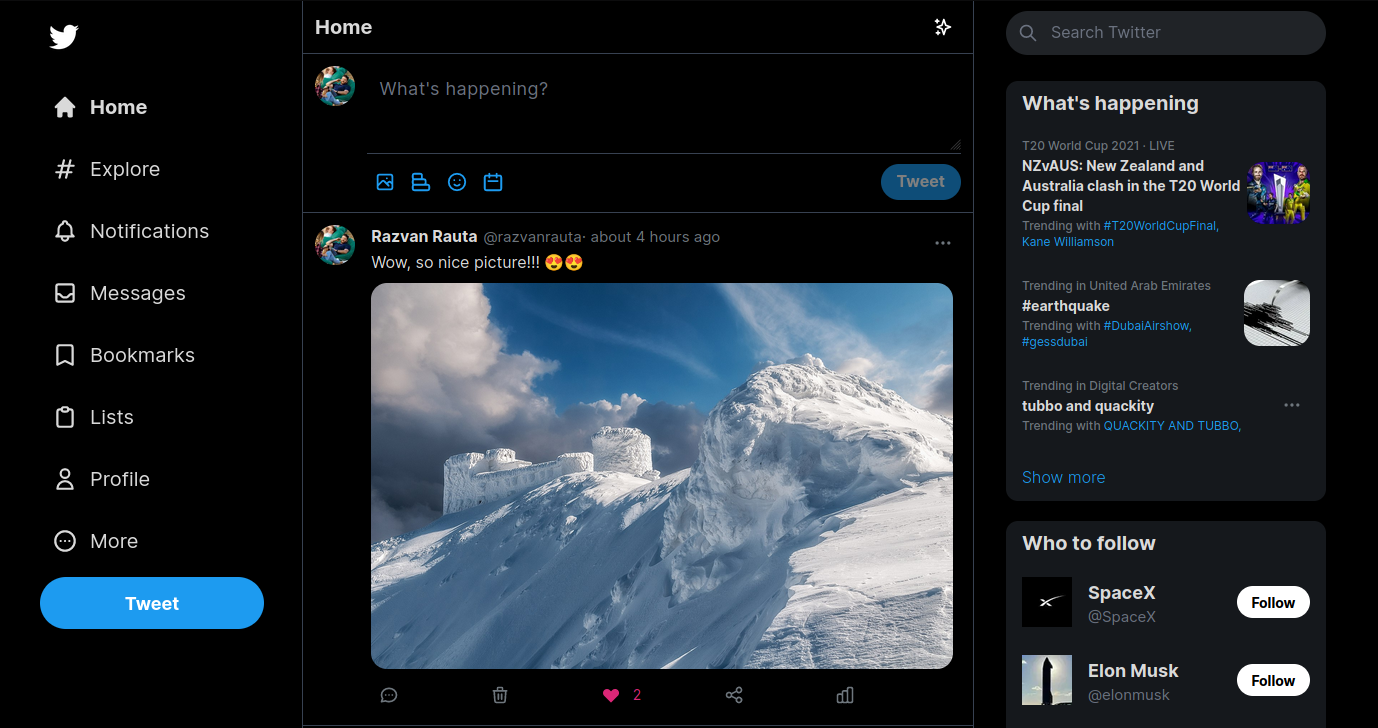 Home
Explore
Notifications
Messages
Bookmarks
Lists
Profile
More
Tweet
Home
What's happening?
Tweet
Razvan Rauta @razvanrauta· about 4 hours ago
Wow, so nice picture!!! 😍😍
2
Search Twitter
What's happening
T20 World Cup 2021 · LIVE
NZvAUS: New Zealand and
Australia clash in the T20 World
Cup final
Trending with #T20WorldCupFinal,
Kane Williamson
Trending in United Arab Emirates
#earthquake
Trending with #DubaiAirshow,
#gessdubai
Trending in Digital Creators
tubbo and quackity
Trending with QUACKITY AND TUBBO,
Show more
Who to follow
SpaceX
@SpaceX
Follow
Elon Musk
@elonmusk
Follow